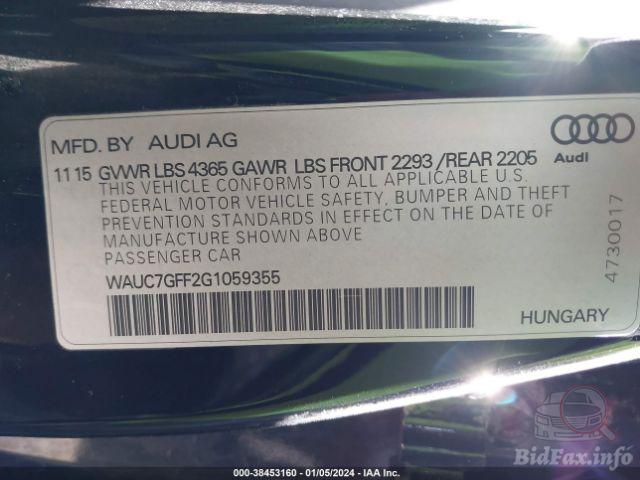 MFD. BY AUDI AG
11 15 GVWR LBS 4365 GAWR LBS FRONT 2293 /REAR 2205
Audi
THIS VEHICLE CONFORMS TO ALL APPLICABLE U.S.
FEDERAL MOTOR VEHICLE SAFETY, BUMPER AND THEFT
PREVENTION STANDARDS IN EFFECT ON THE DATE OF
MANUFACTURE SHOWN ABOVE
PASSENGER CAR
WAUC7GFF2G1059355
4730017
HUNGARY
BidFax.info
000-38453160 - 01/05/2024 - IAA Inc.